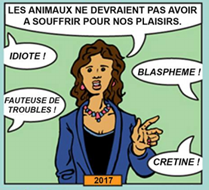 LES ANIMAUX NE DEVRAIENT PAS AVOIR
A SOUFFRIR POUR NOS PLAISIRS.
IDIOTE !
BLASPHEME !
FAUTEUSE DE
TROUBLES !
CRETINE !
2017